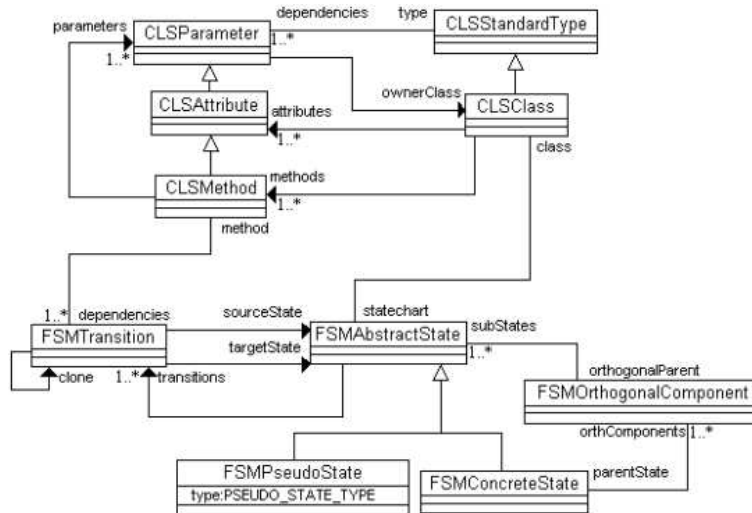 dependencies type
parameters CLSParameter CLSStandardType
1..* 1..*
ownerClass
CLSAttribute attributes CLSClass
1..*
class
methods
CLSMethod 1..*
method
1..* dependencies sourceState statechart
FSMTransition FSMAbstractState subStates
targetState 1..*
clone 1..* transitions orthogonalParent
FSMOrthogonalComponent
orthComponents 1..*
FSMPseudoState FSMConcreteState parentState
type:PSEUDO_STATE_TYPE